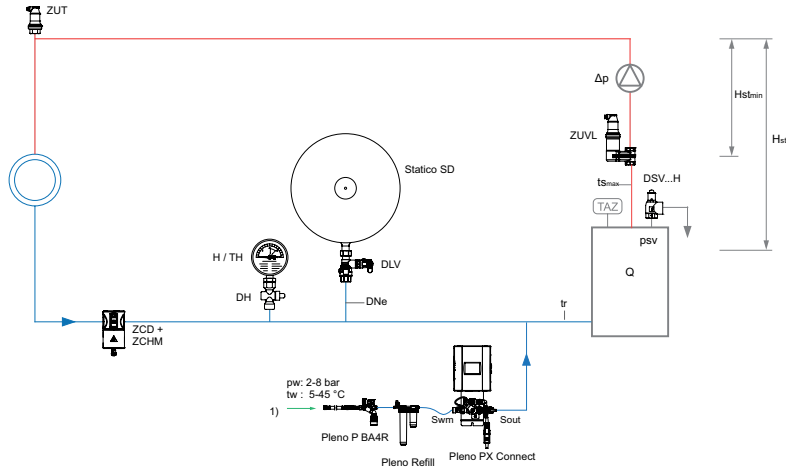 ZUT
Δp
Hstmin
Hst
ZUVL
Statico SD
DSV...H
tsmax
TAZ
psv
H / TH
DLV
Q
DH
DNe
tr
ZCD +
ZCHM
pw: 2-8 bar
tw : 5-45 °C
1)
Swm
Sout
Pleno P BA4R
Pleno Refill
Pleno PX Connect